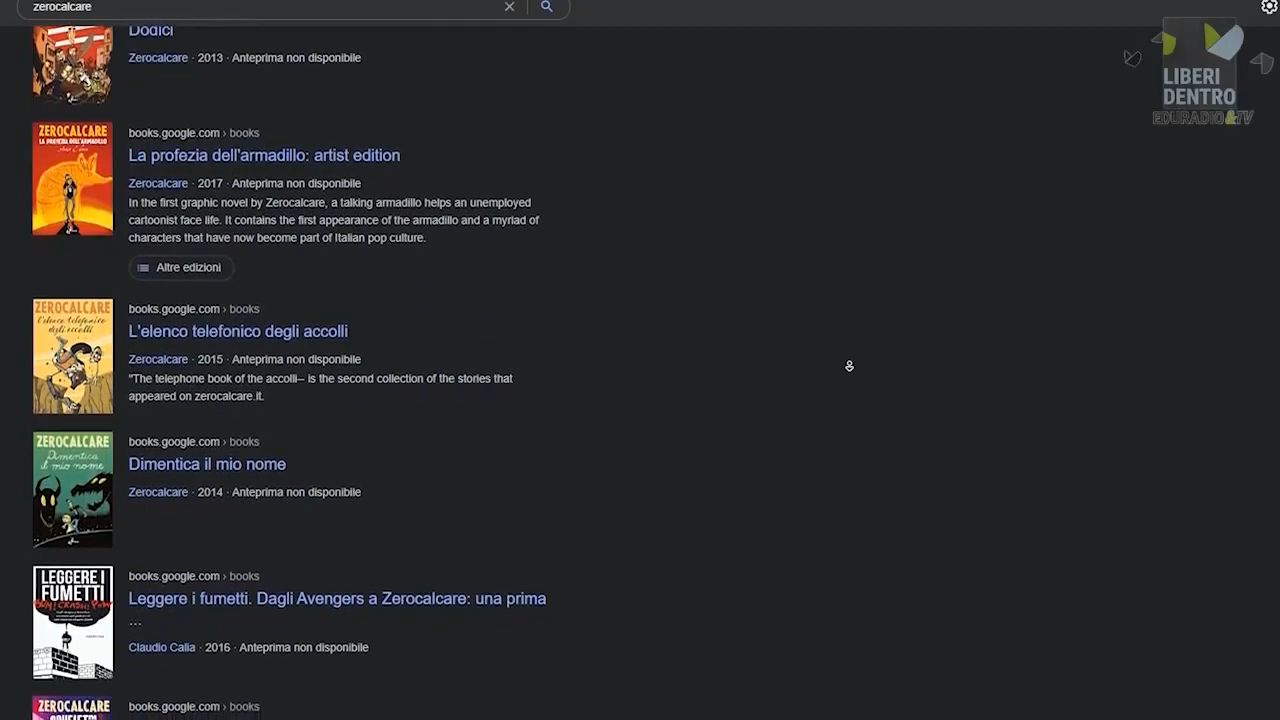 zerocalcare
LIBERI
DENTRO
EDURADIO&TV
Dodici
Zerocalcare · 2013 · Anteprima non disponibile
ZEROCALCARE
LA PROFEZIA DELL'ARMADILLO
books.google.com › books
La profezia dell'armadillo: artist edition
Zerocalcare · 2017 · Anteprima non disponibile
In the first graphic novel by Zerocalcare, a talking armadillo helps an unemployed
cartoonist face life. It contains the first appearance of the armadillo and a myriad of
characters that have now become part of Italian pop culture.
Altre edizioni
ZEROCALCARE
L'elenco telefonico
degli accolli
books.google.com › books
L'elenco telefonico degli accolli
Zerocalcare · 2015 · Anteprima non disponibile
"The telephone book of the accolli-- is the second collection of the stories that
appeared on zerocalcare.it.
ZEROCALCARE
Dimentica
il mio nome
books.google.com › books
Dimentica il mio nome
Zerocalcare · 2014 · Anteprima non disponibile
LEGGERE I
FUMETTI
books.google.com › books
Leggere i fumetti. Dagli Avengers a Zerocalcare: una prima
...
Claudio Calia · 2016 · Anteprima non disponibile
ZEROCALCARE
books.google.com › books